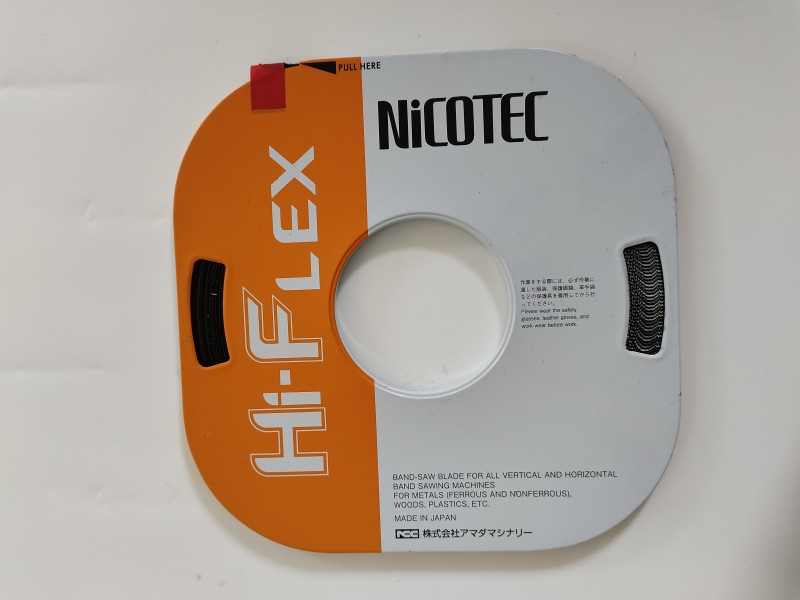 PULL HERE
NiCOTEC
Hi-FLEX
作業をする際には、必ず作業に
適した服装、保護眼鏡、革手袋
などの保護具を着用してから行
ってください。
Please wear the safety
glasses, leather gloves, and
work wear before work.
BAND-SAW BLADE FOR ALL VERTICAL AND HORIZONTAL
BAND SAWING MACHINES
FOR METALS (FERROUS AND NONFERROUS),
WOODS, PLASTICS, ETC.
MADE IN JAPAN
NCC 株式会社アマダマシナリー